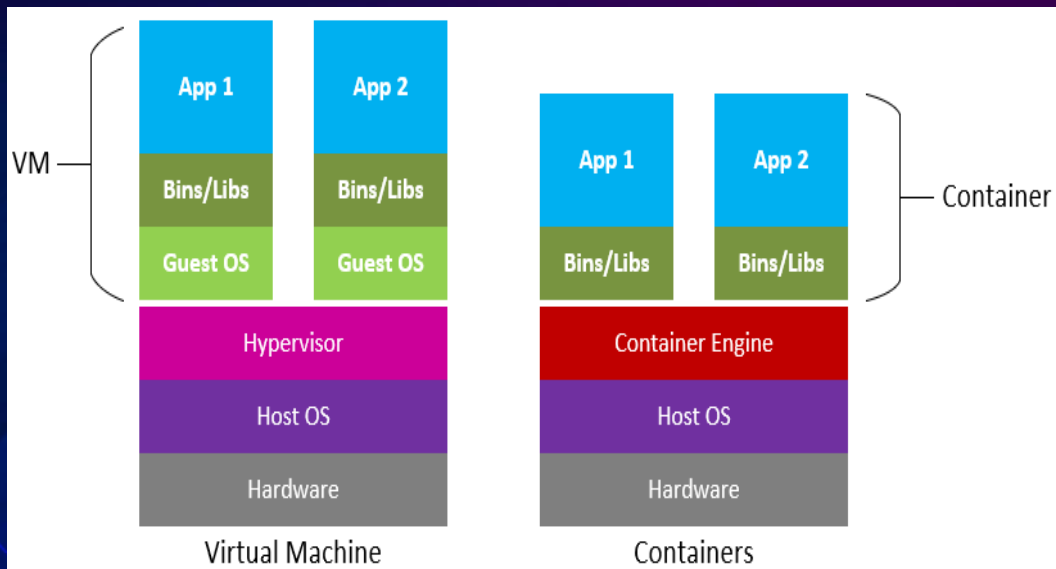 VM
App 1
App 2
Bins/Libs
Bins/Libs
Guest OS
Guest OS
Hypervisor
Host OS
Hardware
Virtual Machine
App 1
App 2
Bins/Libs
Bins/Libs
Container
Container Engine
Host OS
Hardware
Containers